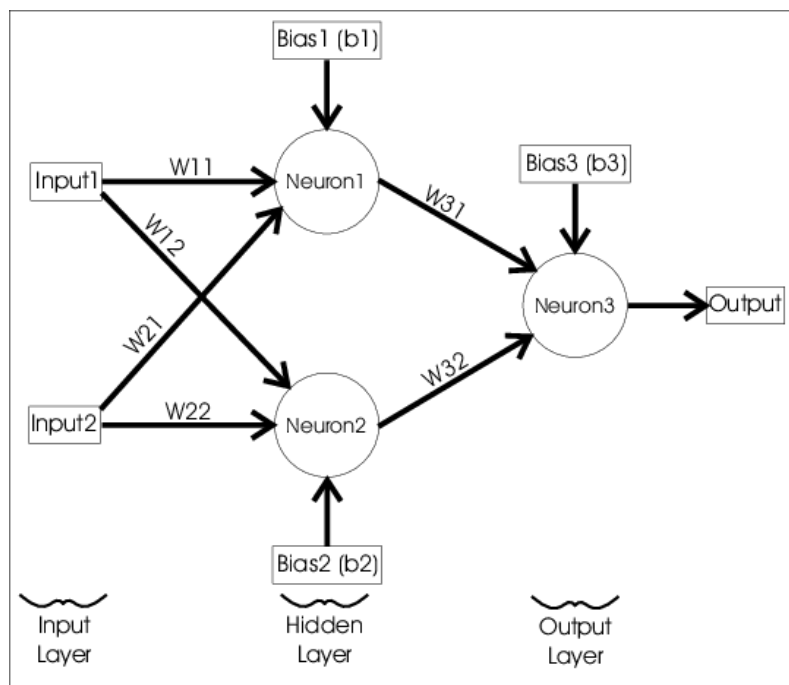 Bias1 (b1)
Input1
W11
Neuron1
W31
Bias3 (b3)
W12
W21
Neuron3
Output
Input2
W22
Neuron2
W32
Bias2 (b2)
Input
Layer
Hidden
Layer
Output
Layer